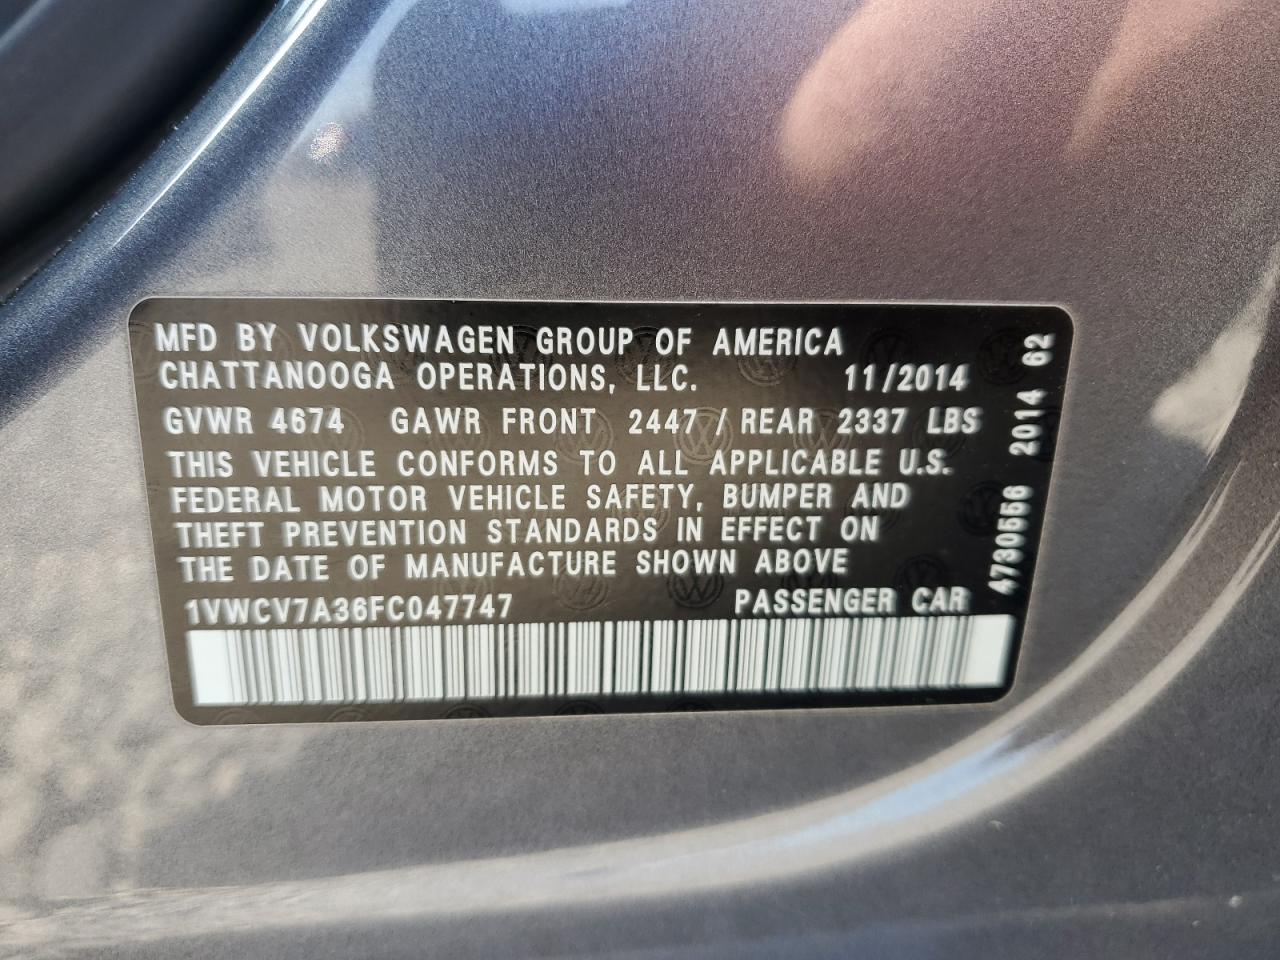 MFD BY VOLKSWAGEN GROUP OF AMERICA
CHATTANOOGA OPERATIONS, LLC. 11/2014
GVWR 4674 GAWR FRONT 2447 / REAR 2337 LBS
THIS VEHICLE CONFORMS TO ALL APPLICABLE U.S.
FEDERAL MOTOR VEHICLE SAFETY, BUMPER AND
THEFT PREVENTION STANDARDS IN EFFECT ON
THE DATE OF MANUFACTURE SHOWN ABOVE
1VWCV7A36FC047747 PASSENGER CAR
4730556 2014 62